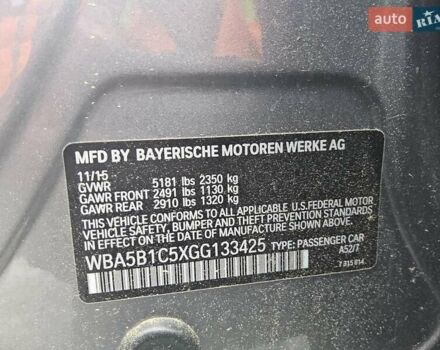 auto RIA
MFD BY BAYERISCHE MOTOREN WERKE AG
11/15
GVWR 5181 lbs 2350 kg
GAWR FRONT 2491 lbs 1130 kg
GAWR REAR 2910 lbs 1320 kg
THIS VEHICLE CONFORMS TO ALL APPLICABLE U.S.FEDERAL MOTOR
VEHICLE SAFETY, BUMPER, AND THEFT PREVENTION STANDARDS IN
EFFECT ON THE DATE OF MANUFACTURE SHOWN ABOVE.
WBA5B1C5XGG133425 TYPE: PASSENGER CAR
A52/7